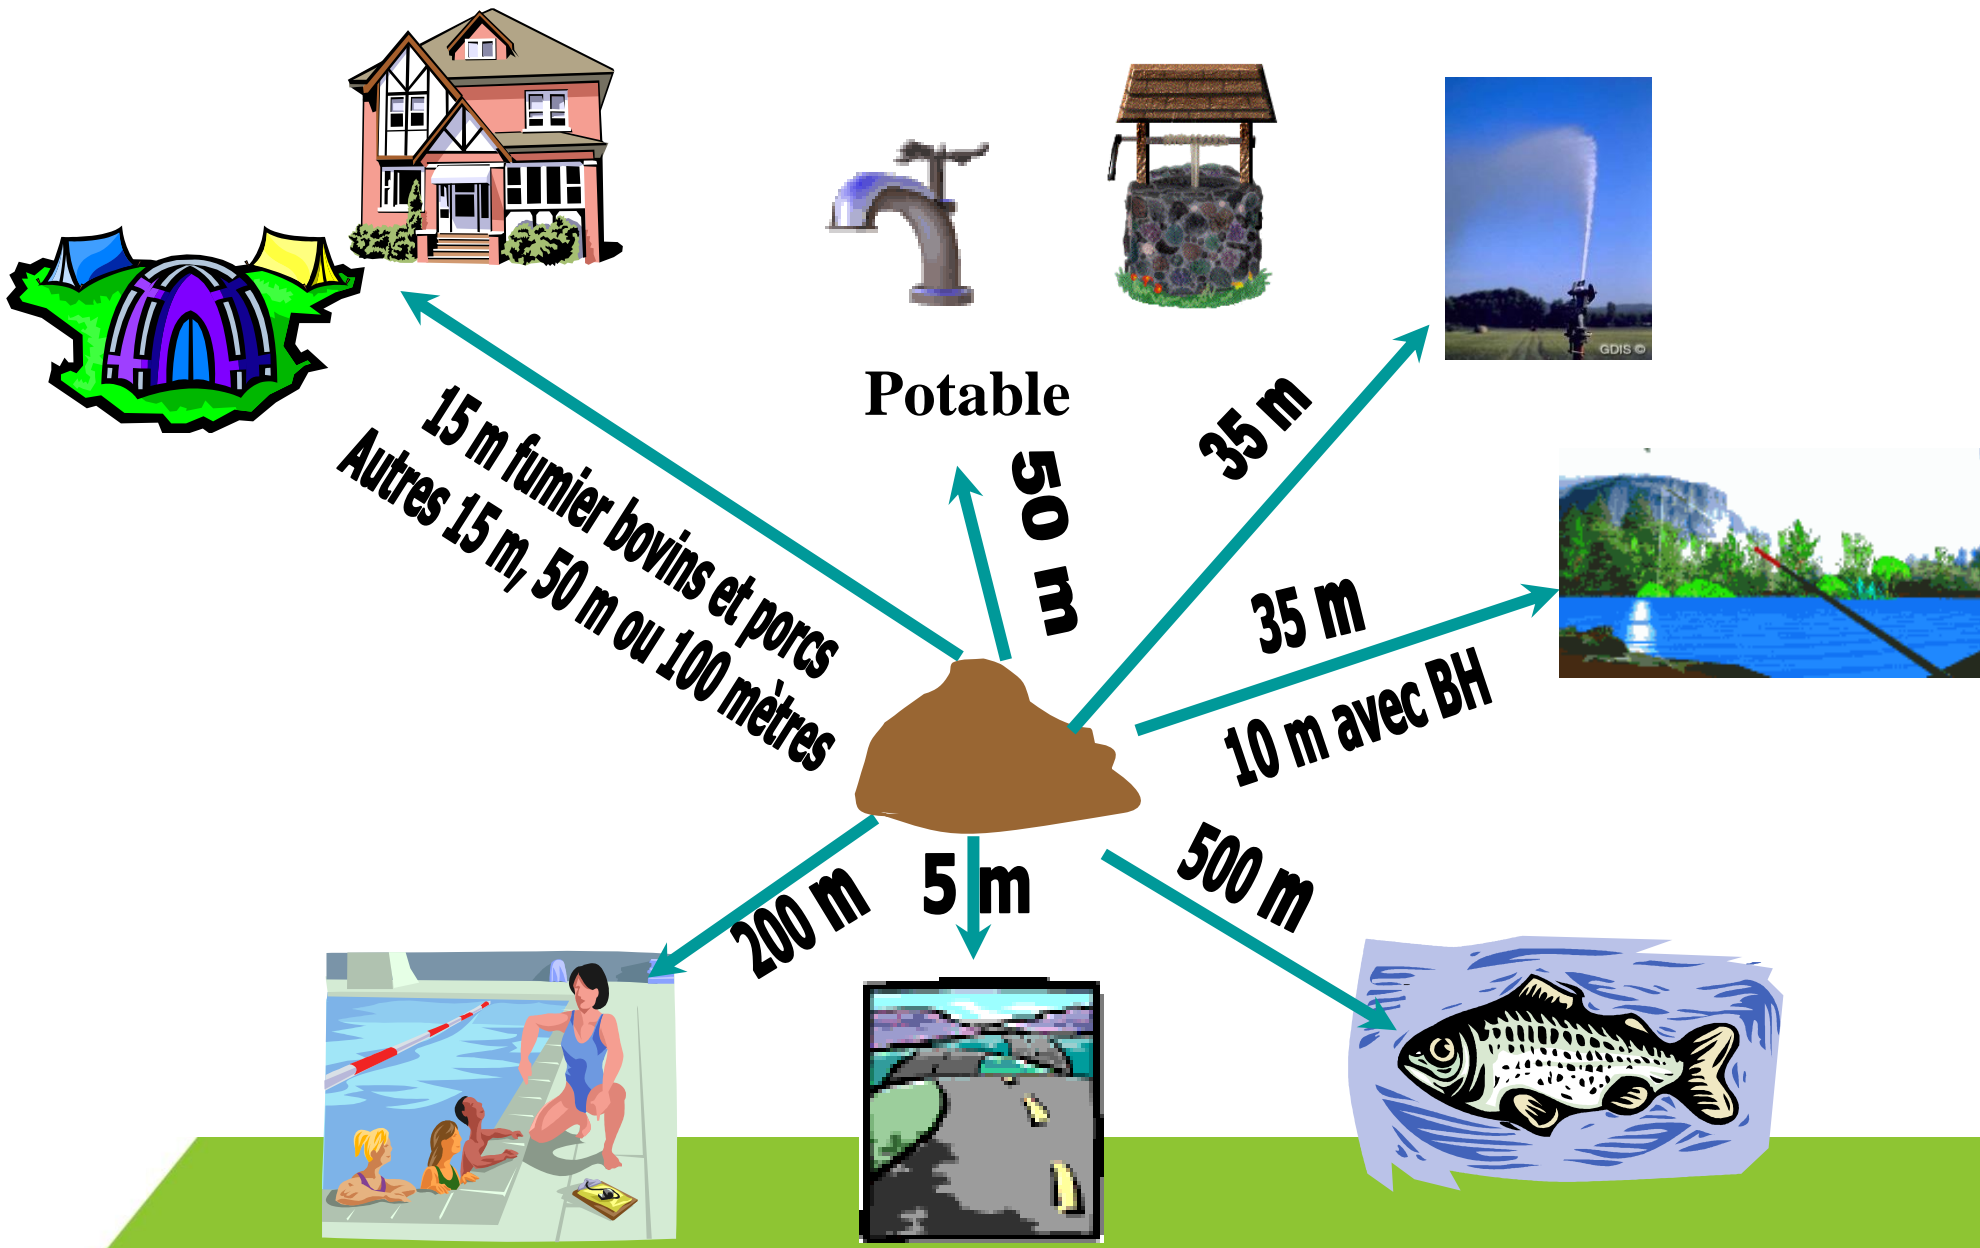 GDIS ©
Potable
50 m
35 m
15 m fumier bovins et porcs
Autres 15 m, 50 m ou 100 mètres
35 m
10 m avec BH
200 m
5 m
500 m